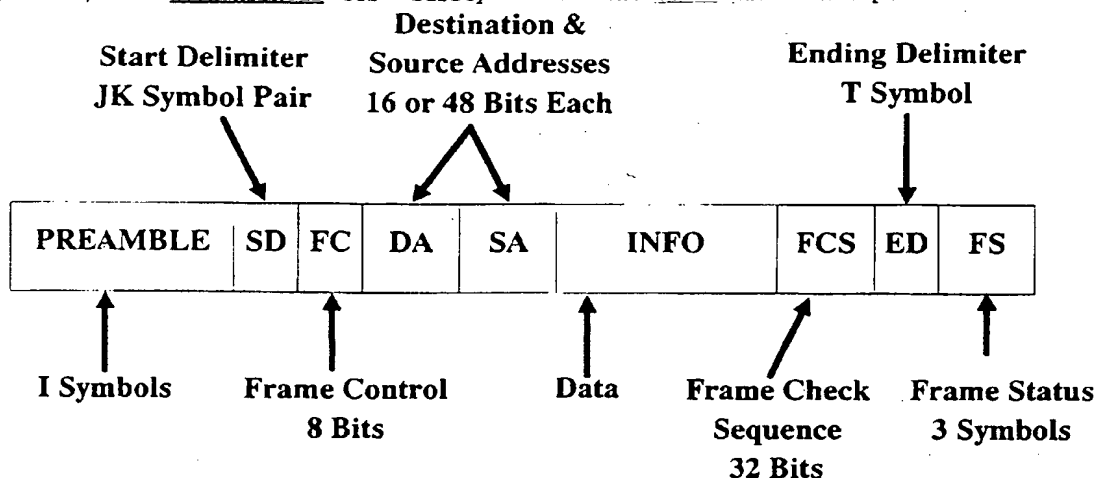 Destination &
Start Delimiter
Source Addresses
Ending Delimiter
JK Symbol Pair
16 or 48 Bits Each
T Symbol
PREAMBLE SD FC DA SA INFO FCS ED FS
I Symbols
Frame Control
8 Bits
Data
Frame Check
Sequence
32 Bits
Frame Status
3 Symbols